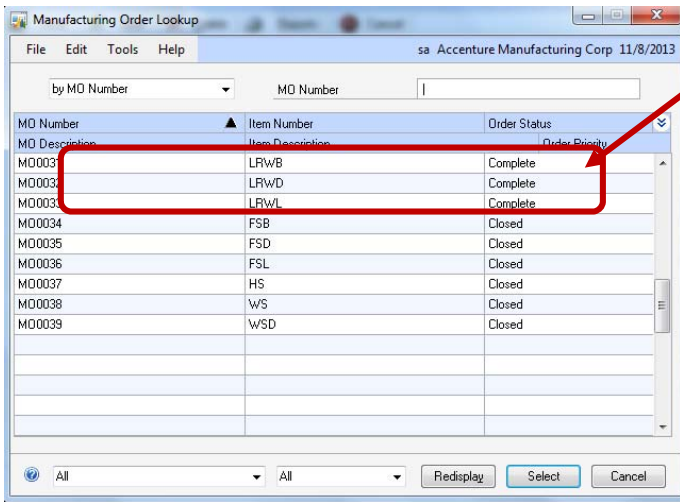 Manufacturing Order Lookup
File Edit Tools Help sa Accenture Manufacturing Corp 11/8/2013
by MO Number MO Number
MO Number Item Number Order Status
MO Description Item Description Order Priority
MO0031 LRWB Complete
MO0032 LRWD Complete
MO0033 LRWL Complete
MO0034 FSB Closed
MO0035 FSD Closed
MO0036 FSL Closed
MO0037 HS Closed
MO0038 WS Closed
MO0039 WSD Closed
All All Redisplay Select Cancel